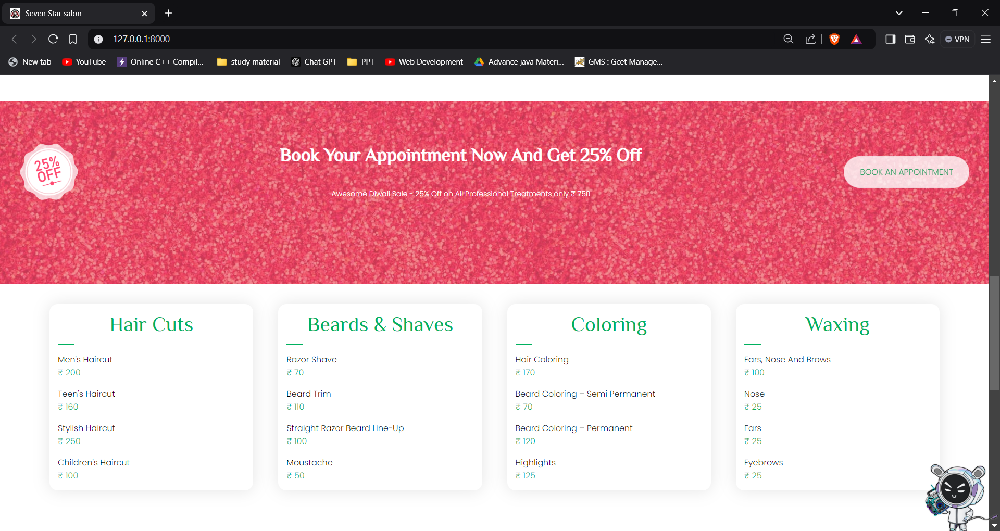 Seven Star salon
127.0.0.1:8000
VPN
New tab
YouTube
Online C++ Compil...
study material
Chat GPT
PPT
Web Development
Advance java Materi...
GMS : Gcet Manage...
25%
OFF
Book Your Appointment Now And Get 25% Off
Awesome Diwali Sale - 25% Off on All Professional Treatments only ₹ 750
BOOK AN APPOINTMENT
Hair Cuts
Men's Haircut
₹ 200
Teen's Haircut
₹ 160
Stylish Haircut
₹ 250
Children's Haircut
₹ 100
Beards & Shaves
Razor Shave
₹ 70
Beard Trim
₹ 110
Straight Razor Beard Line-Up
₹ 100
Moustache
₹ 50
Coloring
Hair Coloring
₹ 170
Beard Coloring – Semi Permanent
₹ 70
Beard Coloring – Permanent
₹ 120
Highlights
₹ 125
Waxing
Ears, Nose And Brows
₹ 100
Nose
₹ 25
Ears
₹ 25
Eyebrows
₹ 25